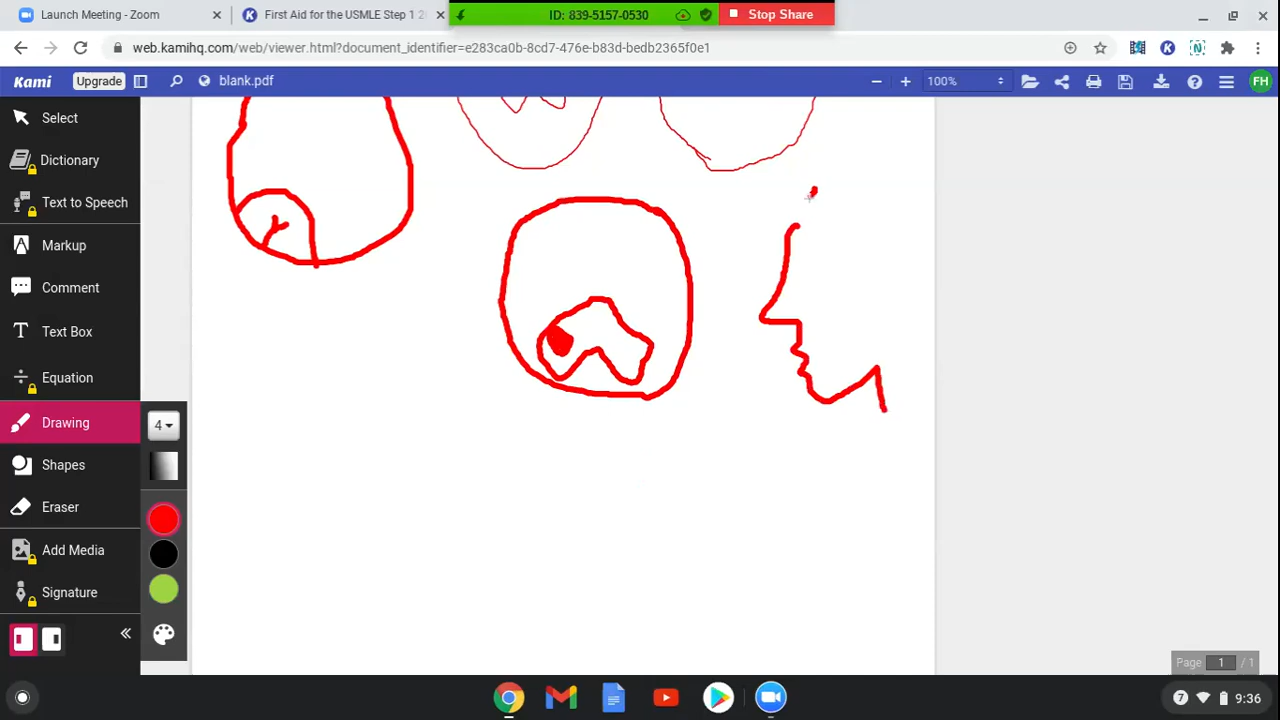 Launch Meeting - Zoom
First Aid for the USMLE Step 1 2
ID: 839-5157-0530
Stop Share
web.kamihq.com/web/viewer.html?document_identifier=e283ca0b-8cd7-476e-b83d-bedb2365f0e1
Kami
Upgrade
blank.pdf
100%
FH
Select
Dictionary
Text to Speech
Markup
Comment
Text Box
Equation
Drawing
4
Shapes
Eraser
Add Media
Signature
Page 1 / 1
7
9:36